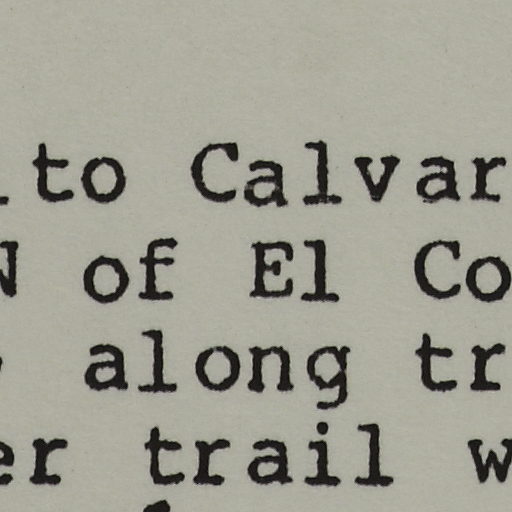 to Calvar
N of El Co
along tr
er trail w